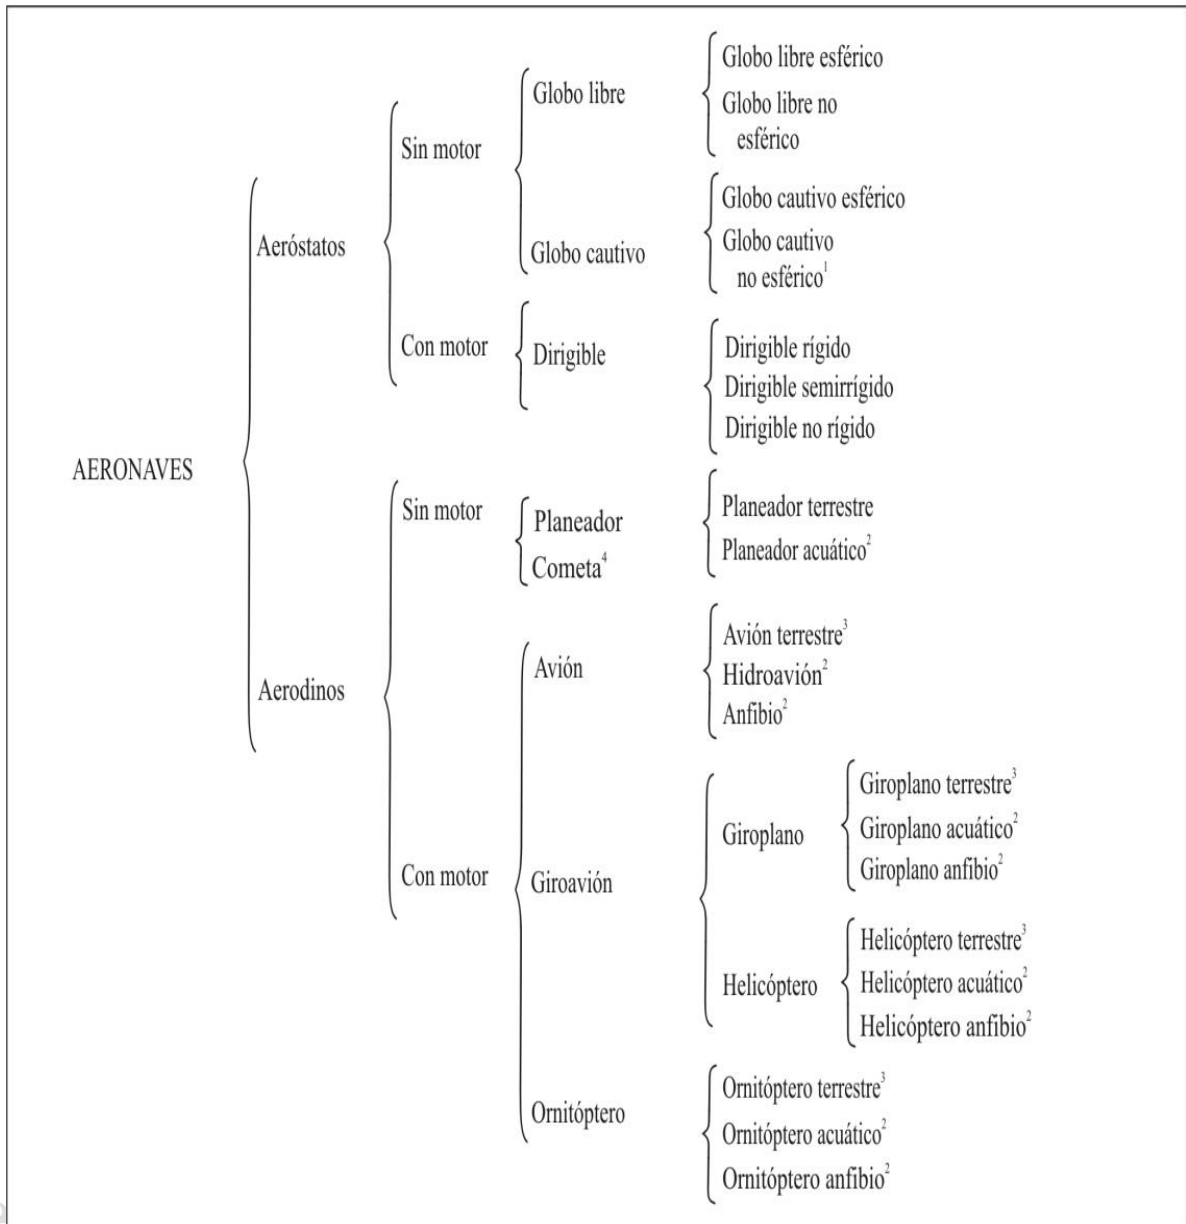 AERONAVES
Aeróstatos
Sin motor
Globo libre
Globo libre esférico
Globo libre no
esférico
Globo cautivo
Globo cautivo esférico
Globo cautivo
no esférico¹
Con motor
Dirigible
Dirigible rígido
Dirigible semirrígido
Dirigible no rígido
Aerodinos
Sin motor
Planeador
Planeador terrestre
Planeador acuático²
Cometa⁴
Con motor
Avión
Avión terrestre³
Hidroavión²
Anfibio²
Giroavión
Giroplano
Giroplano terrestre³
Giroplano acuático²
Giroplano anfibio²
Helicóptero
Helicóptero terrestre³
Helicóptero acuático²
Helicóptero anfibio²
Ornitóptero
Ornitóptero terrestre³
Ornitóptero acuático²
Ornitóptero anfibio²